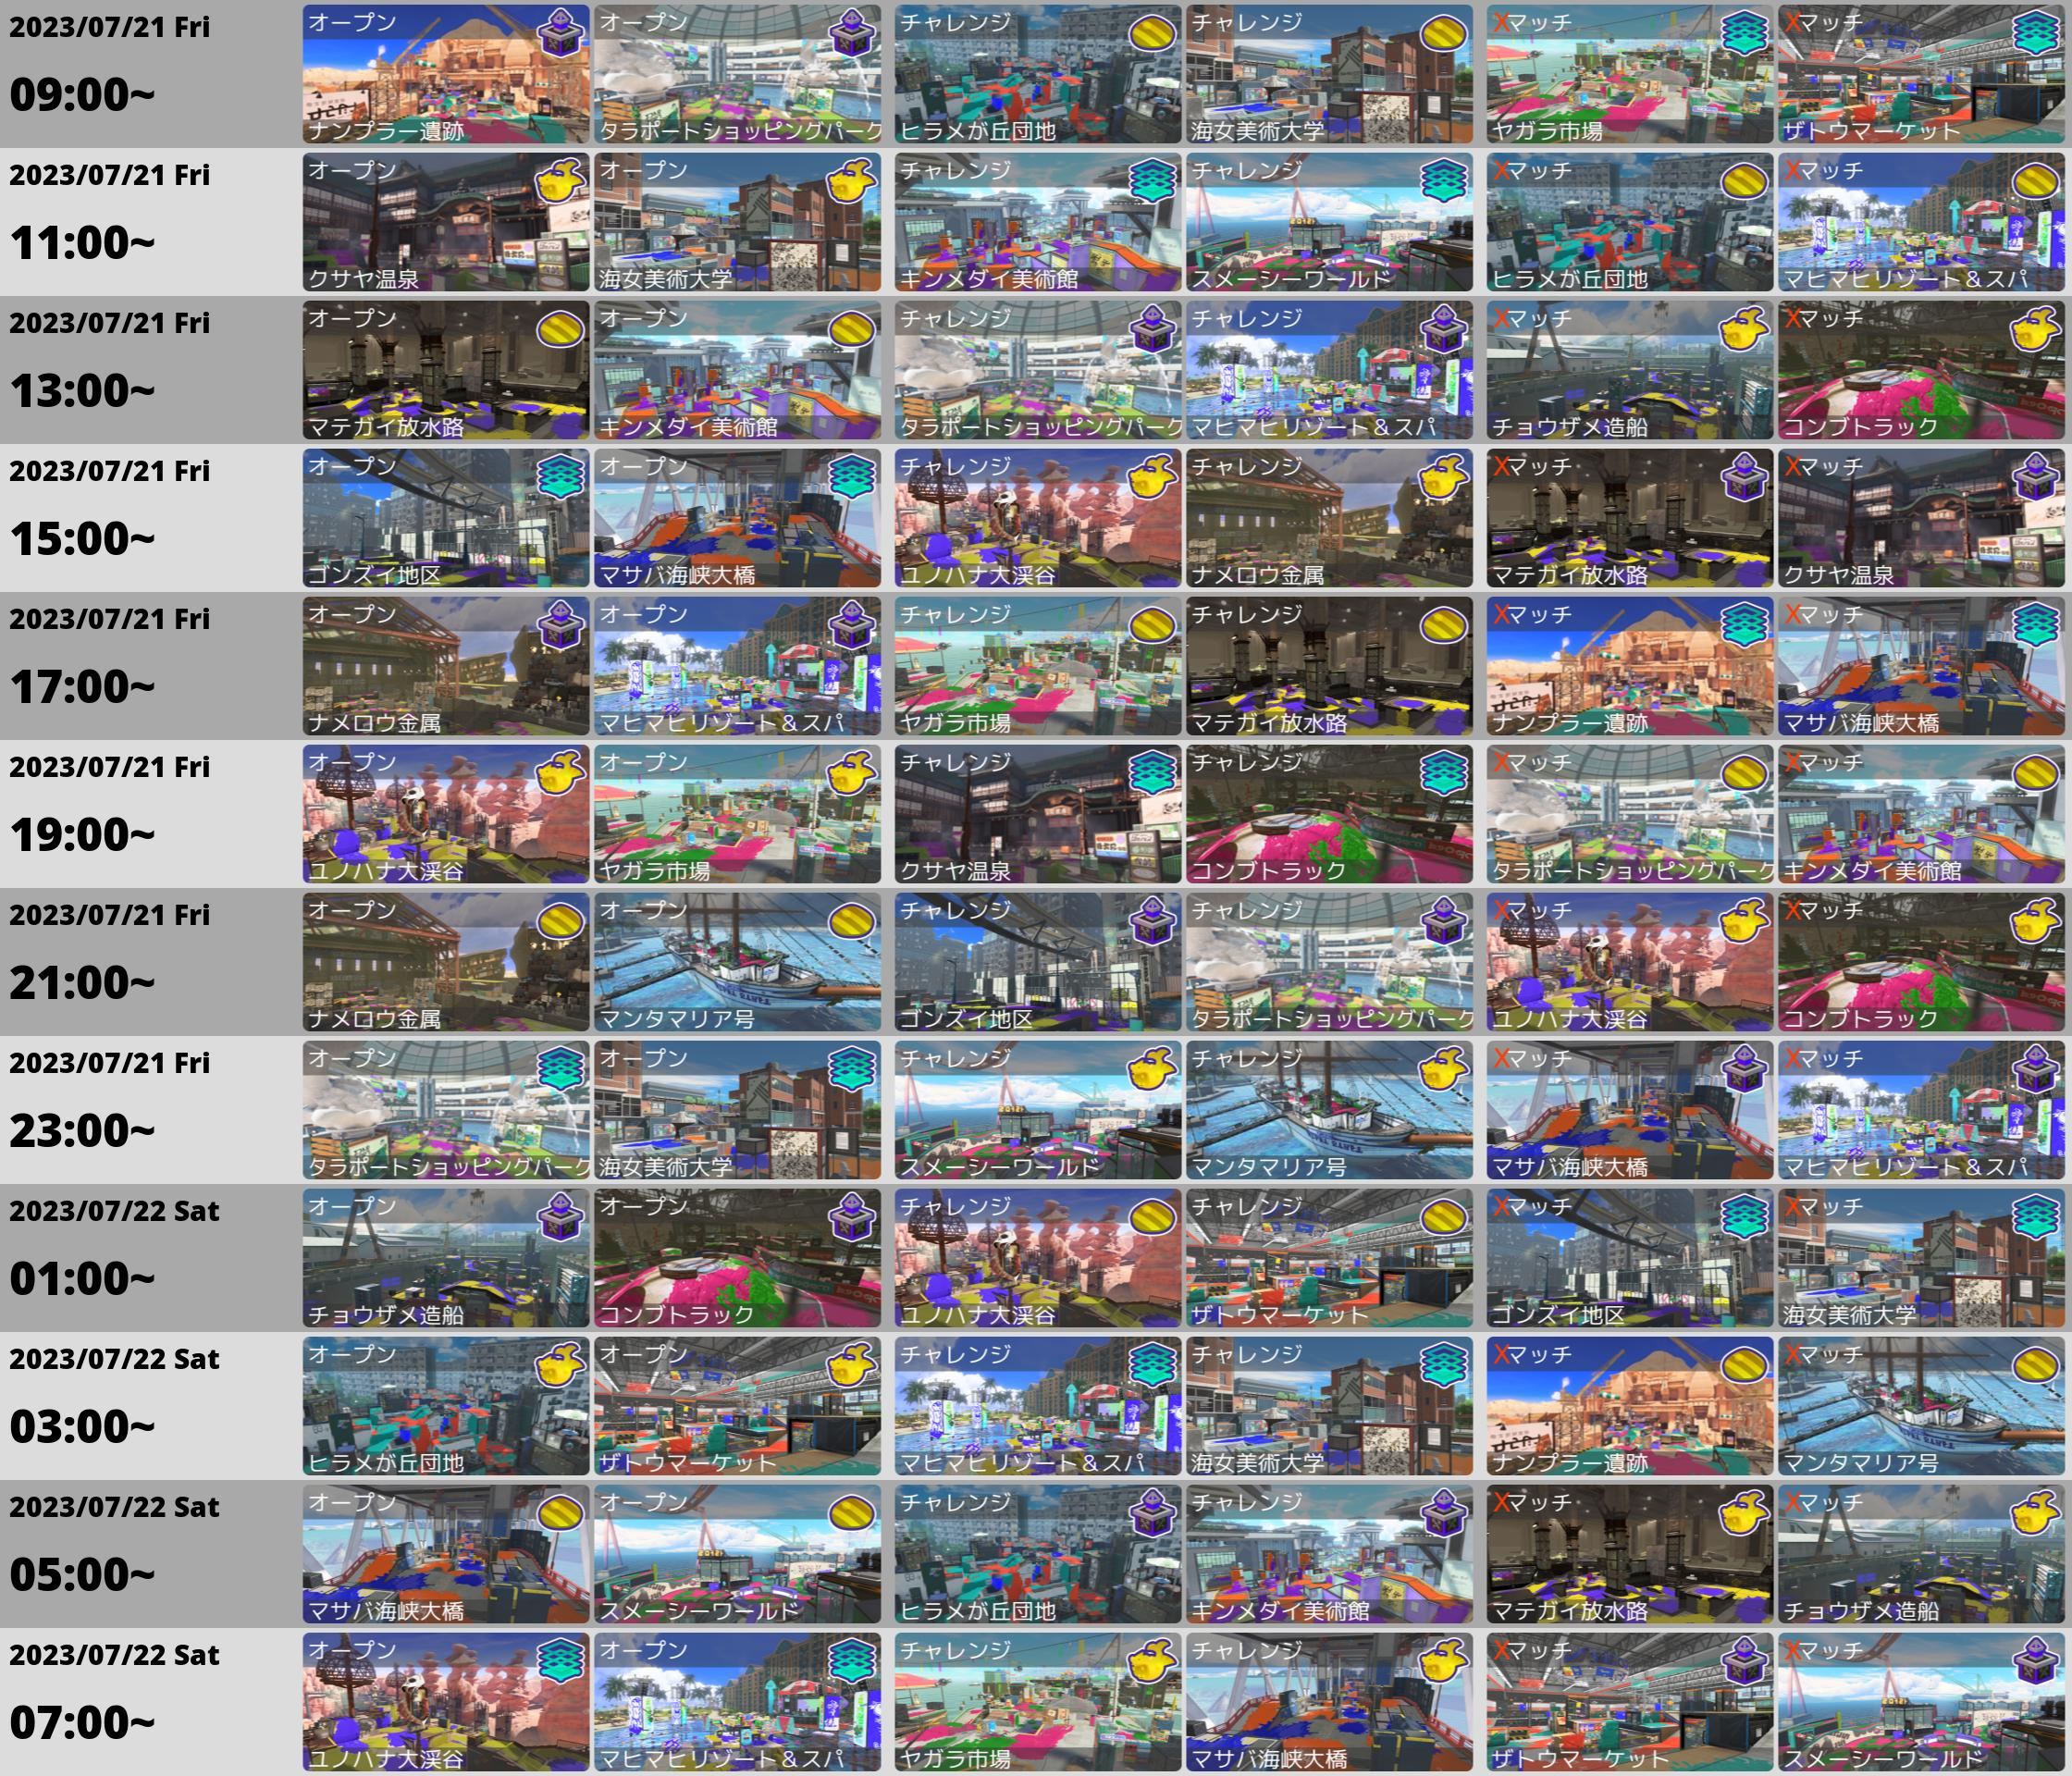 2023/07/21 Fri
09:00~
オープン
オープン
チャレンジ
チャレンジ
Xマッチ
Xマッチ
ナンプラー遺跡
タラポートショッピングパーク
ヒラメが丘団地
海女美術大学
ヤガラ市場
ザトウマーケット
2023/07/21 Fri
11:00~
オープン
オープン
チャレンジ
チャレンジ
Xマッチ
Xマッチ
クサヤ温泉
海女美術大学
キンメダイ美術館
スメーシーワールド
ヒラメが丘団地
マヒマヒリゾート&スパ
2023/07/21 Fri
13:00~
オープン
オープン
チャレンジ
チャレンジ
Xマッチ
Xマッチ
マテガイ放水路
キンメダイ美術館
タラポートショッピングパーク
マヒマヒリゾート&スパ
チョウザメ造船
コンブトラック
2023/07/21 Fri
15:00~
オープン
オープン
チャレンジ
チャレンジ
Xマッチ
Xマッチ
ゴンズイ地区
マサバ海峡大橋
ユノハナ大渓谷
ナメロウ金属
マテガイ放水路
クサヤ温泉
2023/07/21 Fri
17:00~
オープン
オープン
チャレンジ
チャレンジ
Xマッチ
Xマッチ
ナメロウ金属
マヒマヒリゾート&スパ
ヤガラ市場
マテガイ放水路
ナンプラー遺跡
マサバ海峡大橋
2023/07/21 Fri
19:00~
オープン
オープン
チャレンジ
チャレンジ
Xマッチ
Xマッチ
ユノハナ大渓谷
ヤガラ市場
クサヤ温泉
コンブトラック
タラポートショッピングパーク
キンメダイ美術館
2023/07/21 Fri
21:00~
オープン
オープン
チャレンジ
チャレンジ
Xマッチ
Xマッチ
ナメロウ金属
マンタマリア号
ゴンズイ地区
タラポートショッピングパーク
ユノハナ大渓谷
コンブトラック
2023/07/21 Fri
23:00~
オープン
オープン
チャレンジ
チャレンジ
Xマッチ
Xマッチ
タラポートショッピングパーク
海女美術大学
スメーシーワールド
マンタマリア号
マサバ海峡大橋
マヒマヒリゾート&スパ
2023/07/22 Sat
01:00~
オープン
オープン
チャレンジ
チャレンジ
Xマッチ
Xマッチ
チョウザメ造船
コンブトラック
ユノハナ大渓谷
ザトウマーケット
ゴンズイ地区
海女美術大学
2023/07/22 Sat
03:00~
オープン
オープン
チャレンジ
チャレンジ
Xマッチ
Xマッチ
ヒラメが丘団地
ザトウマーケット
マヒマヒリゾート&スパ
海女美術大学
ナンプラー遺跡
マンタマリア号
2023/07/22 Sat
05:00~
オープン
オープン
チャレンジ
チャレンジ
Xマッチ
Xマッチ
マサバ海峡大橋
スメーシーワールド
ヒラメが丘団地
キンメダイ美術館
マテガイ放水路
チョウザメ造船
2023/07/22 Sat
07:00~
オープン
オープン
チャレンジ
チャレンジ
Xマッチ
Xマッチ
ユノハナ大渓谷
マヒマヒリゾート&スパ
ヤガラ市場
マサバ海峡大橋
ザトウマーケット
スメーシーワールド